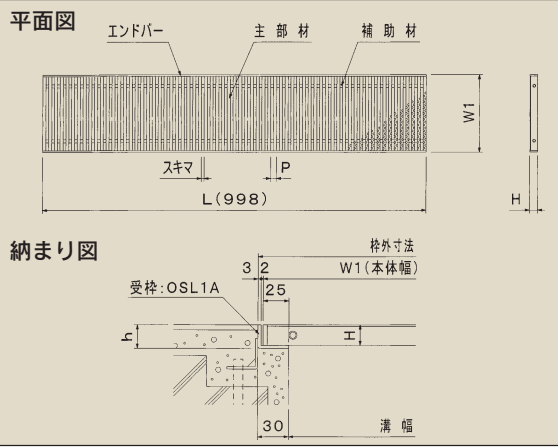 平面図
エンドバー 主部材 補助材
W1
H
スキマ P
L(998)
納まり図
枠外寸法
3 2 W1(本体幅)
受枠:OSL1A 25
h H
30 溝幅